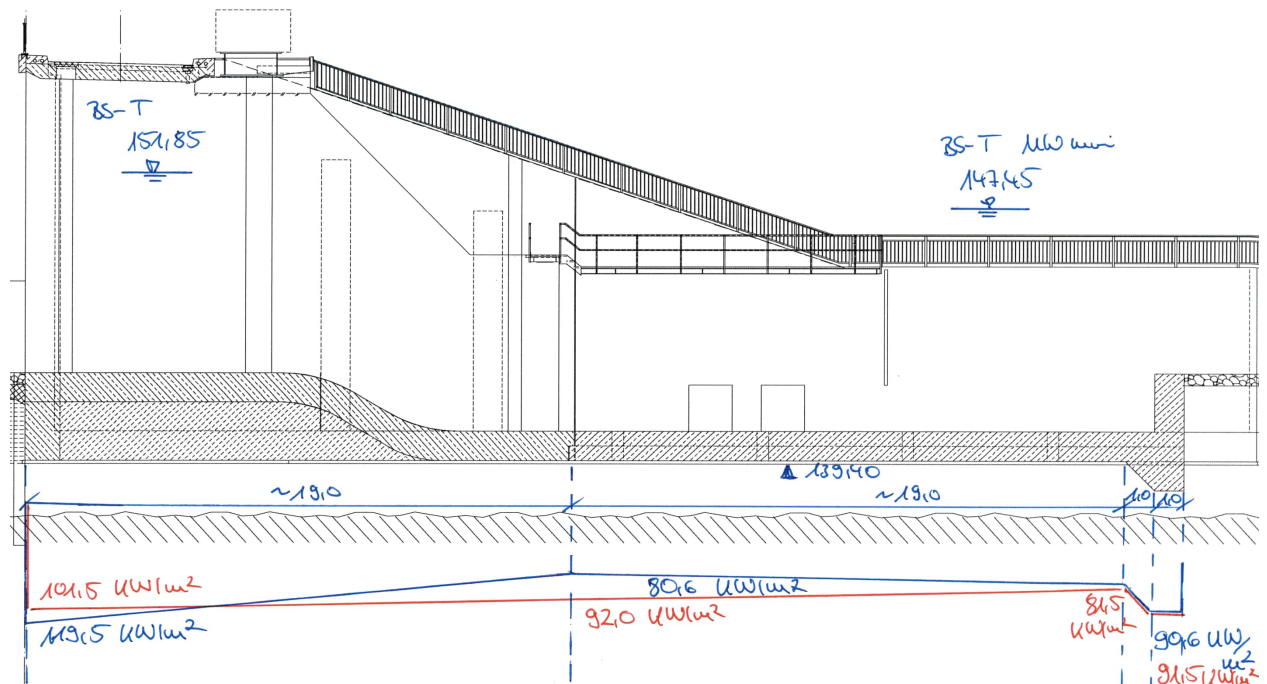 BS-T
151,85
BS-T UW min
147,45
139,40
~19,0
~19,0
1,0
1,0
101,5 KN/m²
119,5 KN/m²
80,6 KN/m²
92,0 KN/m²
81,5
KN/m²
90,6 KN/
m²
91,5 KN/m²